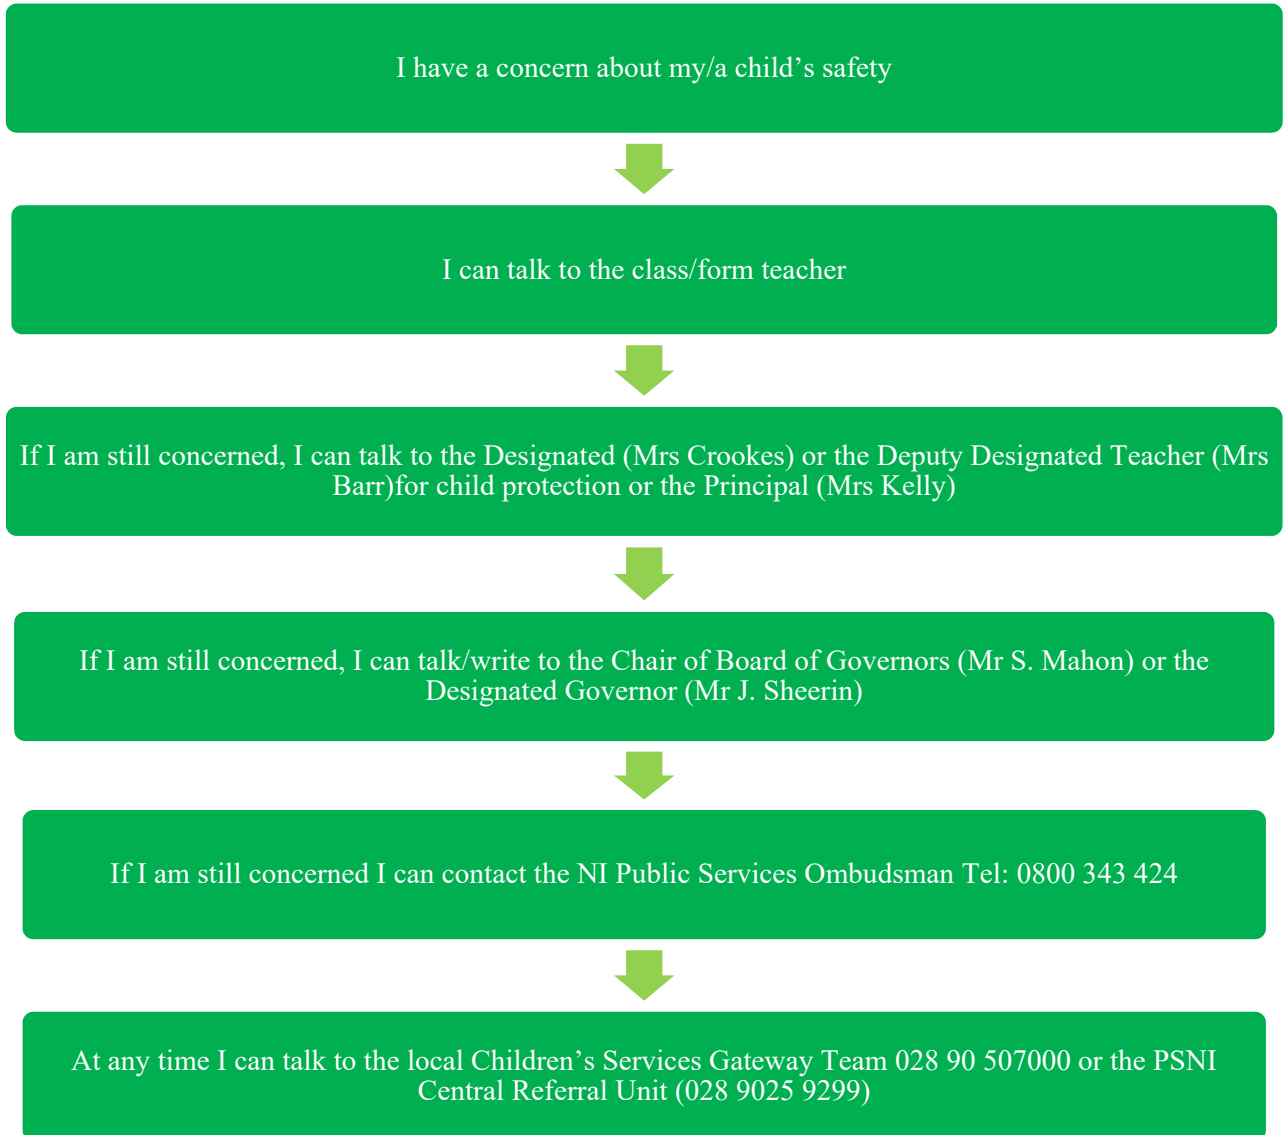 I have a concern about my/a child’s safety
I can talk to the class/form teacher
If I am still concerned, I can talk to the Designated (Mrs Crookes) or the Deputy Designated Teacher (Mrs
Barr)for child protection or the Principal (Mrs Kelly)
If I am still concerned, I can talk/write to the Chair of Board of Governors (Mr S. Mahon) or the
Designated Governor (Mr J. Sheerin)
If I am still concerned I can contact the NI Public Services Ombudsman Tel: 0800 343 424
At any time I can talk to the local Children’s Services Gateway Team 028 90 507000 or the PSNI
Central Referral Unit (028 9025 9299)